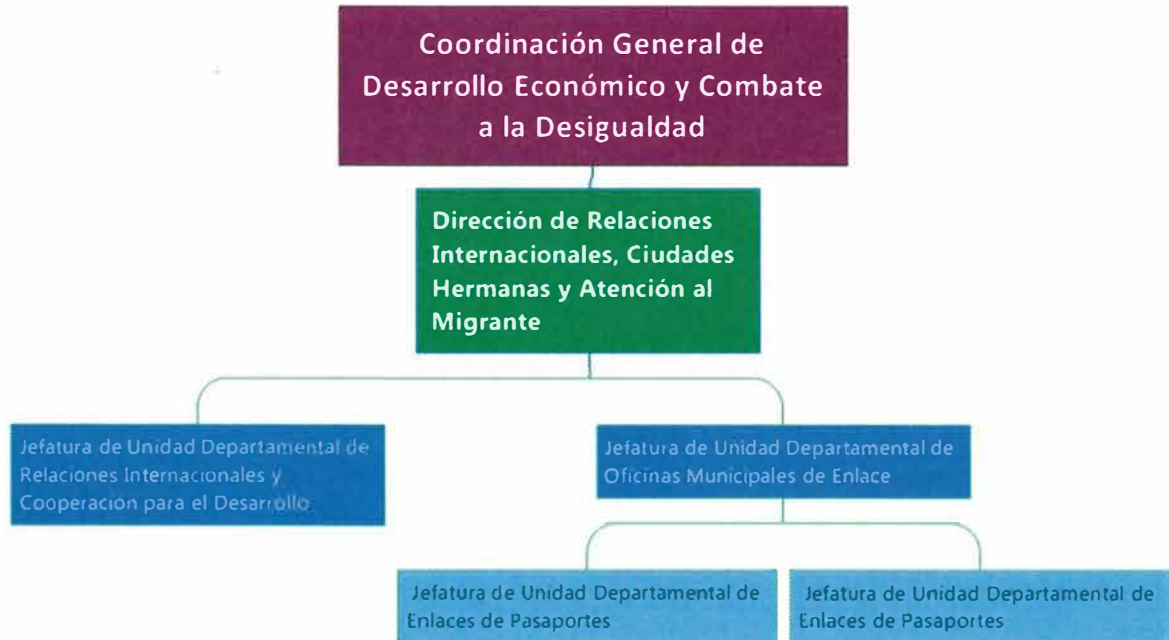 Coordinación General de
Desarrollo Económico y Combate
a la Desigualdad
Dirección de Relaciones
Internacionales, Ciudades
Hermanas y Atención al
Migrante
Jefatura de Unidad Departamental de
Relaciones Internacionales y
Cooperación para el Desarrollo
Jefatura de Unidad Departamental de
Oficinas Municipales de Enlace
Jefatura de Unidad Departamental de
Enlaces de Pasaportes
Jefatura de Unidad Departamental de
Enlaces de Pasaportes